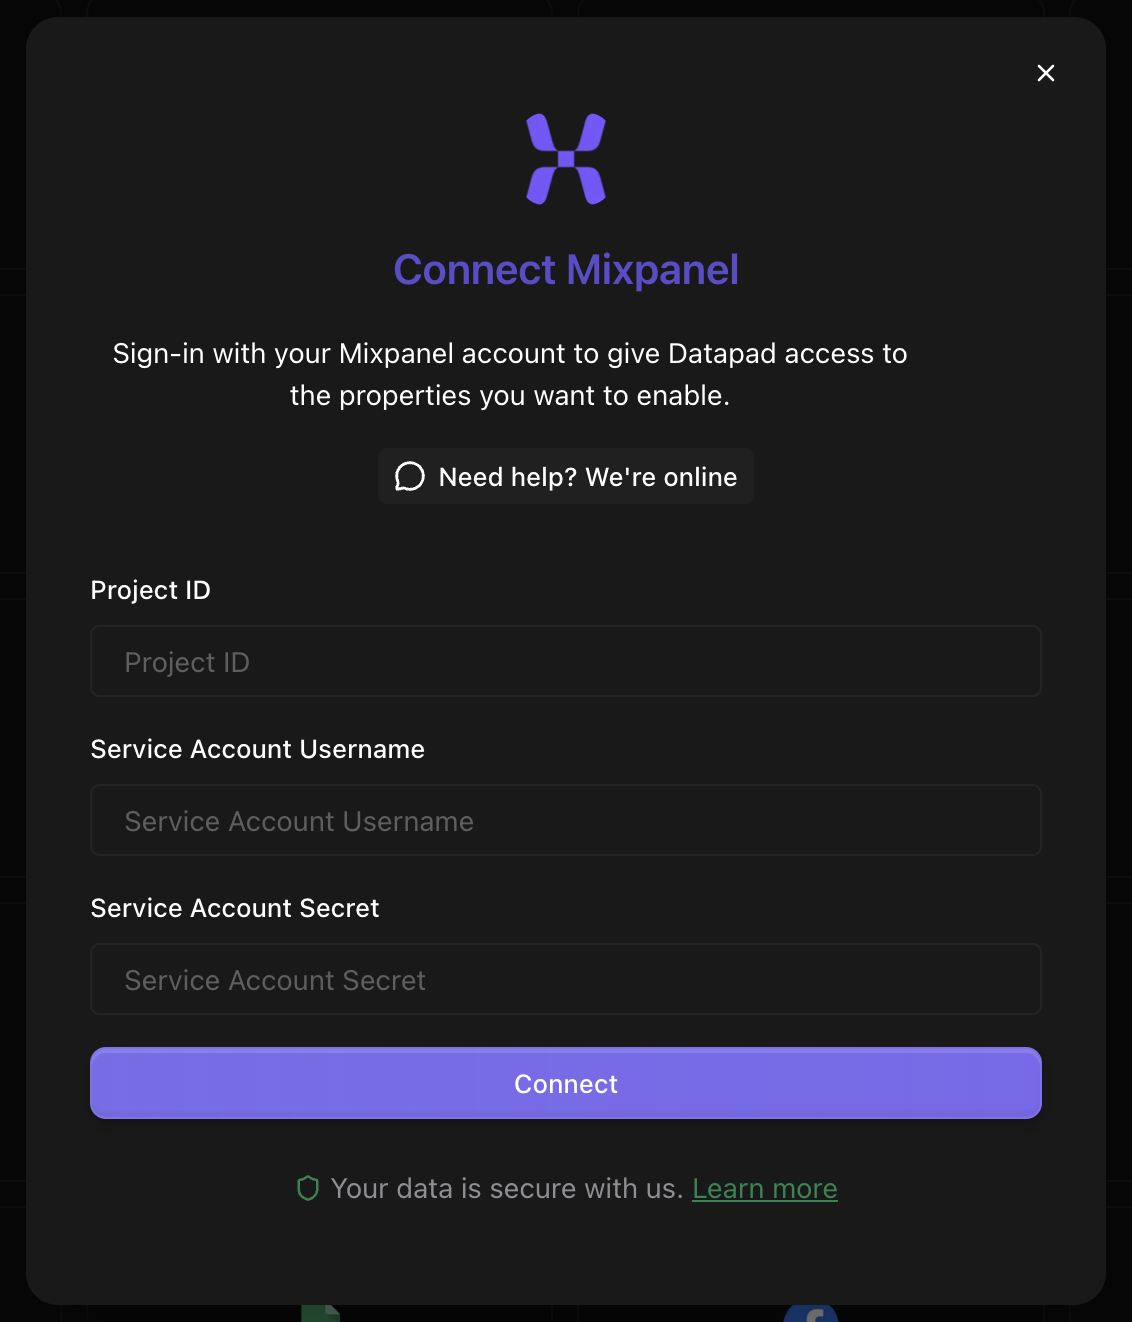 Connect Mixpanel
Sign-in with your Mixpanel account to give Datapad access to
the properties you want to enable.
Need help? We're online
Project ID
Project ID
Service Account Username
Service Account Username
Service Account Secret
Service Account Secret
Connect
Your data is secure with us. Learn more